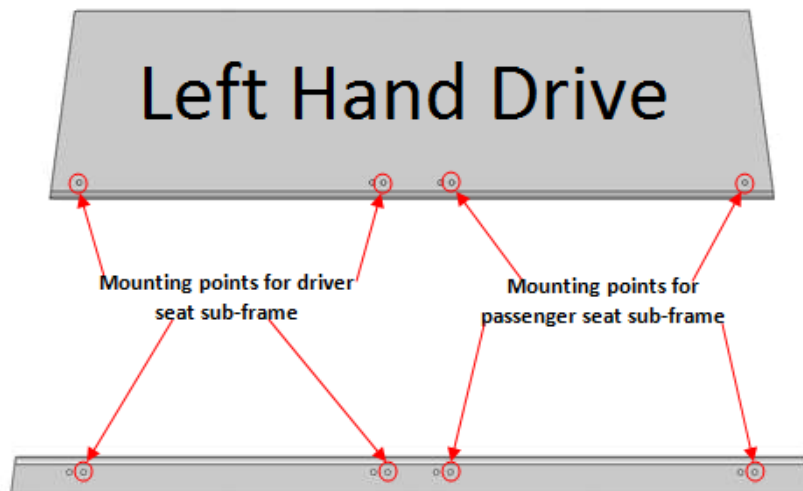 Left Hand Drive
Mounting points for driver
seat sub-frame
Mounting points for
passenger seat sub-frame